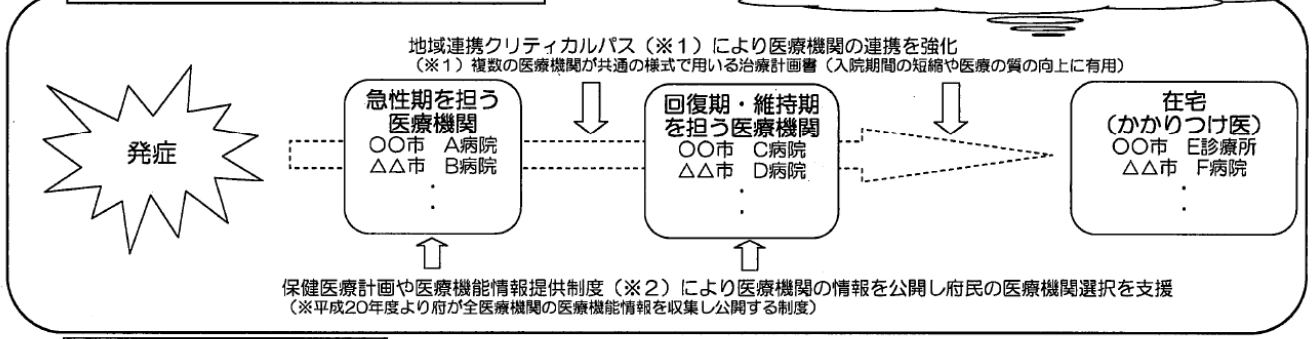 地域連携クリティカルパス（※１）により医療機関の連携を強化
（※１）複数の医療機関が共通の様式で用いる治療計画書（入院期間の短縮や医療の質の向上に有用）
発症
急性期を担う
医療機関
〇〇市　A病院
△△市　B病院
・
・
回復期・維持期
を担う医療機関
〇〇市　C病院
△△市　D病院
・
・
在宅
（かかりつけ医）
〇〇市　E診療所
△△市　F病院
・
・
保健医療計画や医療機能情報提供制度（※２）により医療機関の情報を公開し府民の医療機関選択を支援
（※平成20年度より府が全医療機関の医療機能情報を収集し公開する制度）